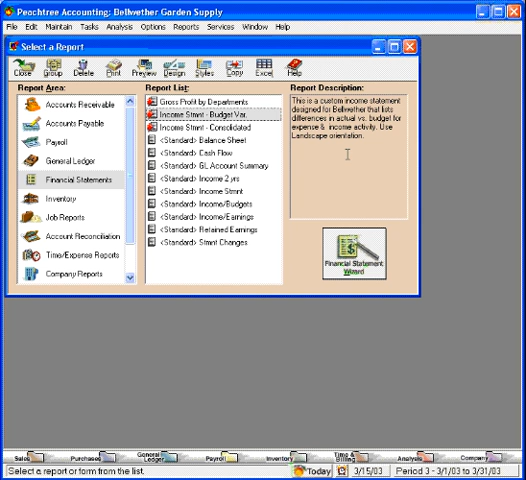 Peachtree Accounting: Bellwether Garden Supply
File Edit Maintain Tasks Analysis Options Reports Services Window Help
Select a Report
Close Group Delete Print Preview Design Styles Copy Excel Help
Report Area:
Accounts Receivable
Accounts Payable
Payroll
General Ledger
Financial Statements
Inventory
Job Reports
Account Reconciliation
Time/Expense Reports
Company Reports
Report List:
Gross Profit by Departments
Income Stmnt - Budget Var.
Income Stmnt - Consolidated
<Standard> Balance Sheet
<Standard> Cash Flow
<Standard> GL Account Summary
<Standard> Income 2 yrs
<Standard> Income Stmnt
<Standard> Income/Budgets
<Standard> Income/Earnings
<Standard> Retained Earnings
<Standard> Stmnt Changes
Report Description:
This is a custom income statement
designed for Bellwether that lists
differences in actual vs. budget for
expense & income activity. Use
Landscape orientation.
Financial Statement
Wizard
Sales Purchases General Ledger Payroll Inventory Time & Billing Analysis Company
Select a report or form from the list.
Today 3/15/03 Period 3 - 3/1/03 to 3/31/03